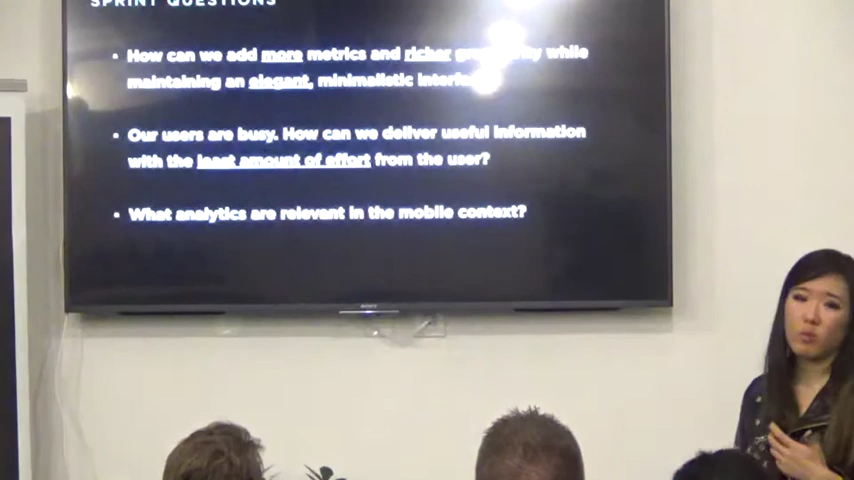 SPRINT QUESTIONS
• How can we add more metrics and richer while
maintaining an elegant, minimalistic
• Our users are busy. How can we deliver useful information
with the least amount of effort from the user?
• What analytics are relevant in the mobile context?
SONY